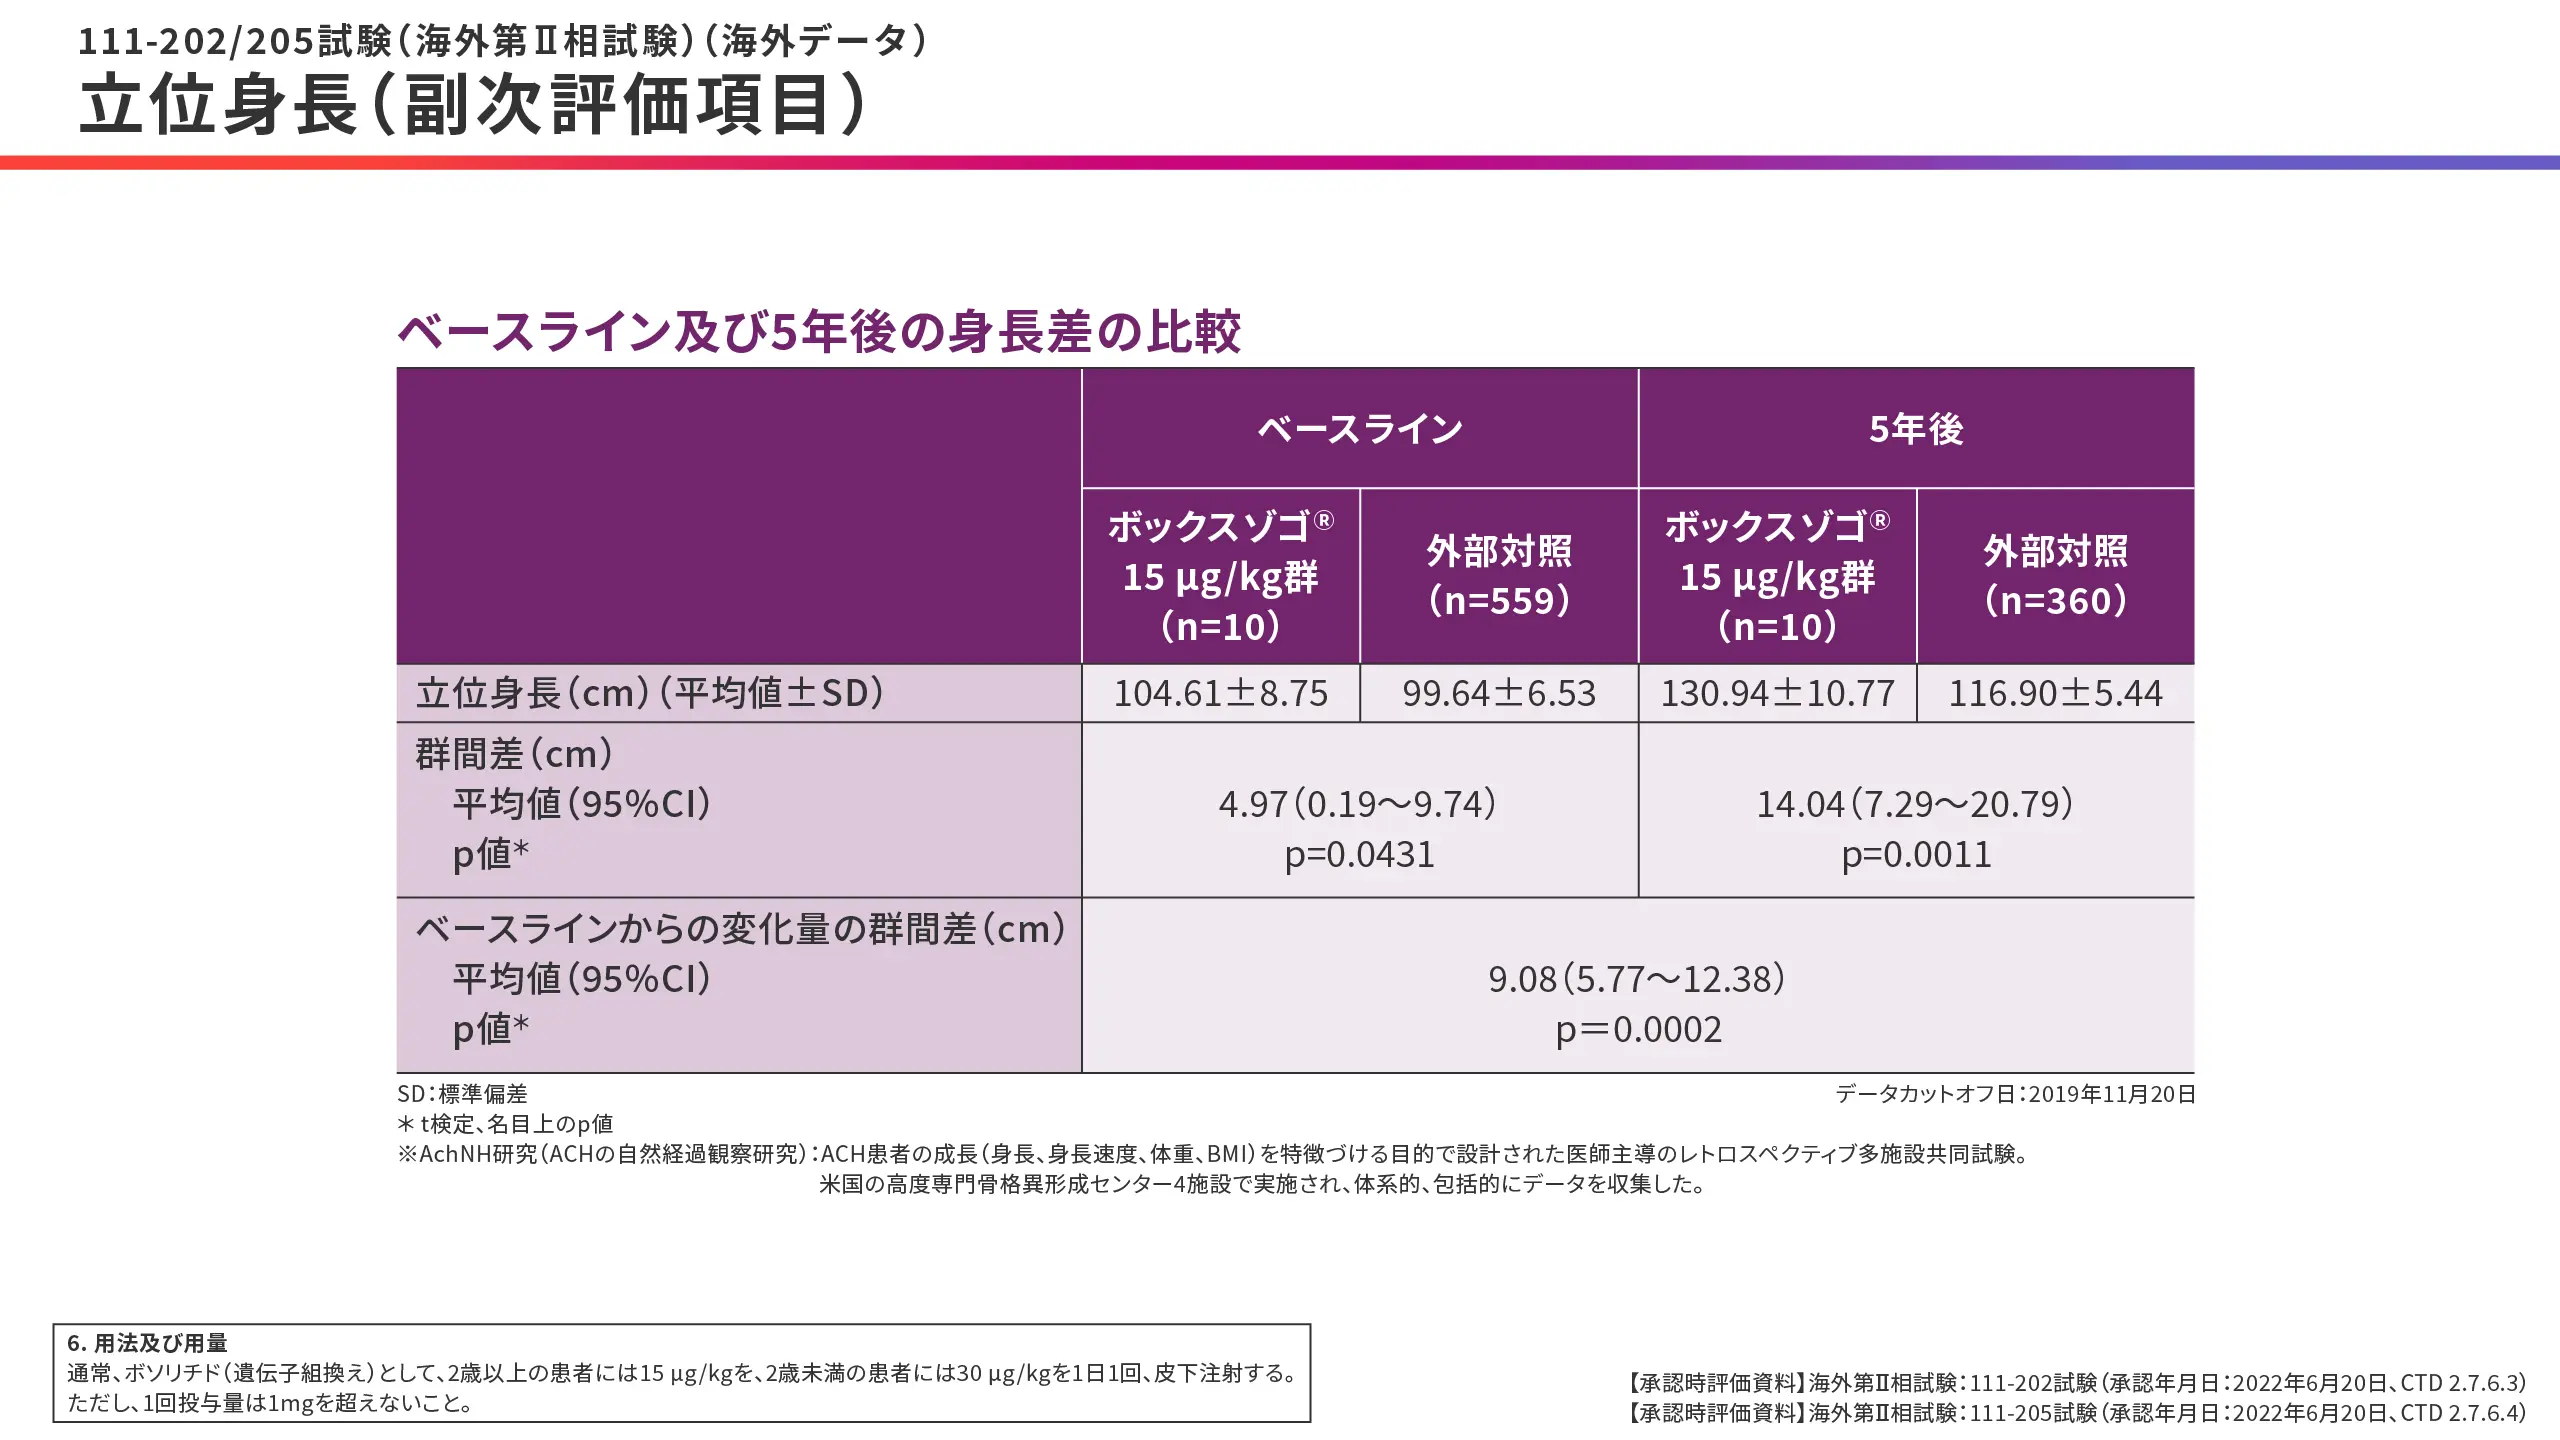 111-202/205試験（海外第Ⅱ相試験）（海外データ）
立位身長（副次評価項目）
ベースライン及び5年後の身長差の比較
ベースライン
5年後
ボックスゾゴ®
15 μg/kg群
（n=10）
外部対照
（n=559）
ボックスゾゴ®
15 μg/kg群
（n=10）
外部対照
（n=360）
立位身長（cm）（平均値±SD）
104.61±8.75
99.64±6.53
130.94±10.77
116.90±5.44
群間差（cm）
平均値（95%CI）
p値＊
4.97（0.19～9.74）
p=0.0431
14.04（7.29～20.79）
p=0.0011
ベースラインからの変化量の群間差（cm）
平均値（95%CI）
p値＊
9.08（5.77～12.38）
p＝0.0002
SD：標準偏差
データカットオフ日：2019年11月20日
＊ t検定、名目上のp値
※AchNH研究（ACHの自然経過観察研究）：ACH患者の成長（身長、身長速度、体重、BMI）を特徴づける目的で設計された医師主導のレトロスペクティブ多施設共同試験。
米国の高度専門骨格異形成センター4施設で実施され、体系的、包括的にデータを収集した。
6. 用法及び用量
通常、ボソリチド（遺伝子組換え）として、2歳以上の患者には15 μg/kgを、2歳未満の患者には30 μg/kgを1日1回、皮下注射する。
ただし、1回投与量は1mgを超えないこと。
【承認時評価資料】海外第Ⅱ相試験：111-202試験（承認年月日：2022年6月20日、CTD 2.7.6.3）
【承認時評価資料】海外第Ⅱ相試験：111-205試験（承認年月日：2022年6月20日、CTD 2.7.6.4）